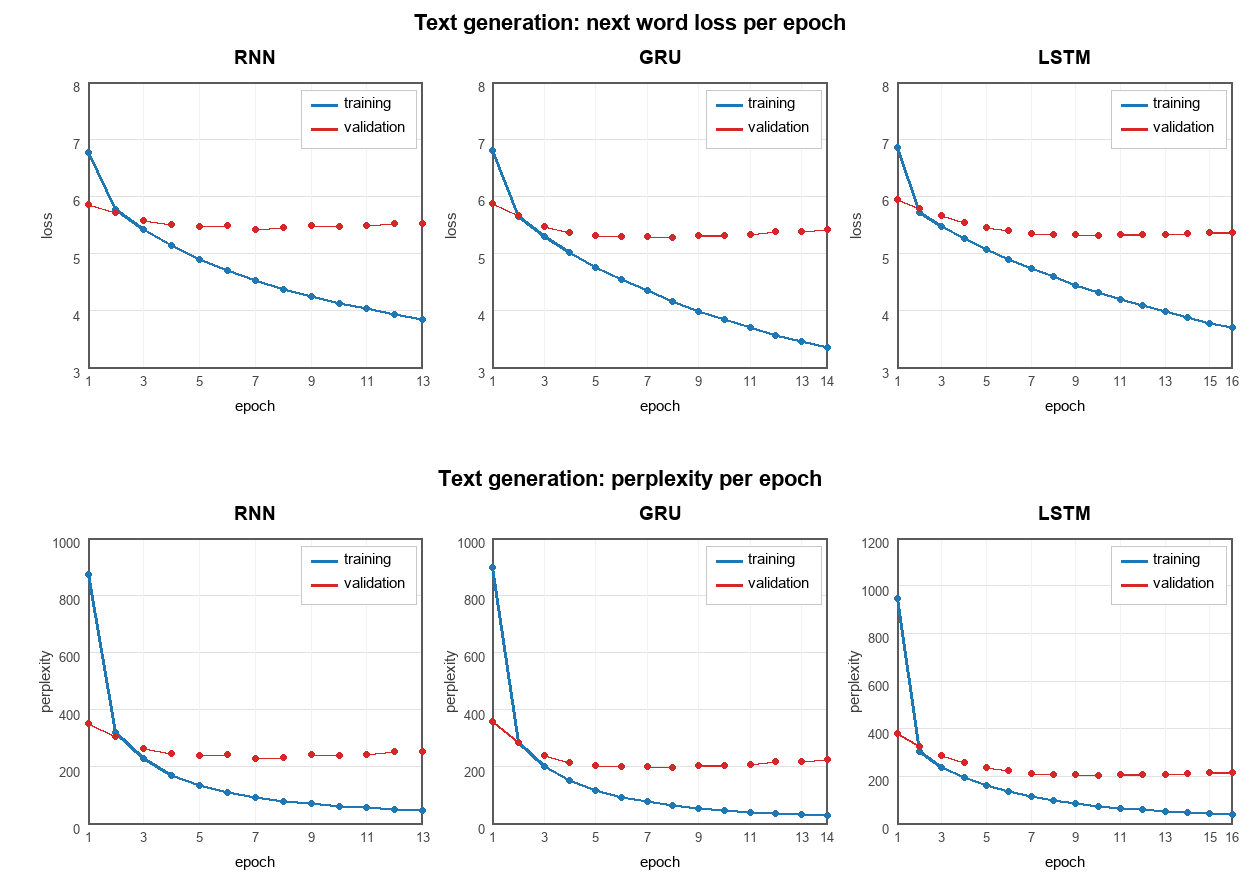 Text generation: next word loss per epoch
RNN
GRU
LSTM
8
7
6
5
4
3
loss
training
validation
1 3 5 7 9 11 13
epoch
8
7
6
5
4
3
loss
training
validation
1 3 5 7 9 11 13 14
epoch
8
7
6
5
4
3
loss
training
validation
1 3 5 7 9 11 13 15 16
epoch
Text generation: perplexity per epoch
RNN
GRU
LSTM
1000
800
600
400
200
0
perplexity
training
validation
1 3 5 7 9 11 13
epoch
1000
800
600
400
200
0
perplexity
training
validation
1 3 5 7 9 11 13 14
epoch
1200
1000
800
600
400
200
0
perplexity
training
validation
1 3 5 7 9 11 13 15 16
epoch